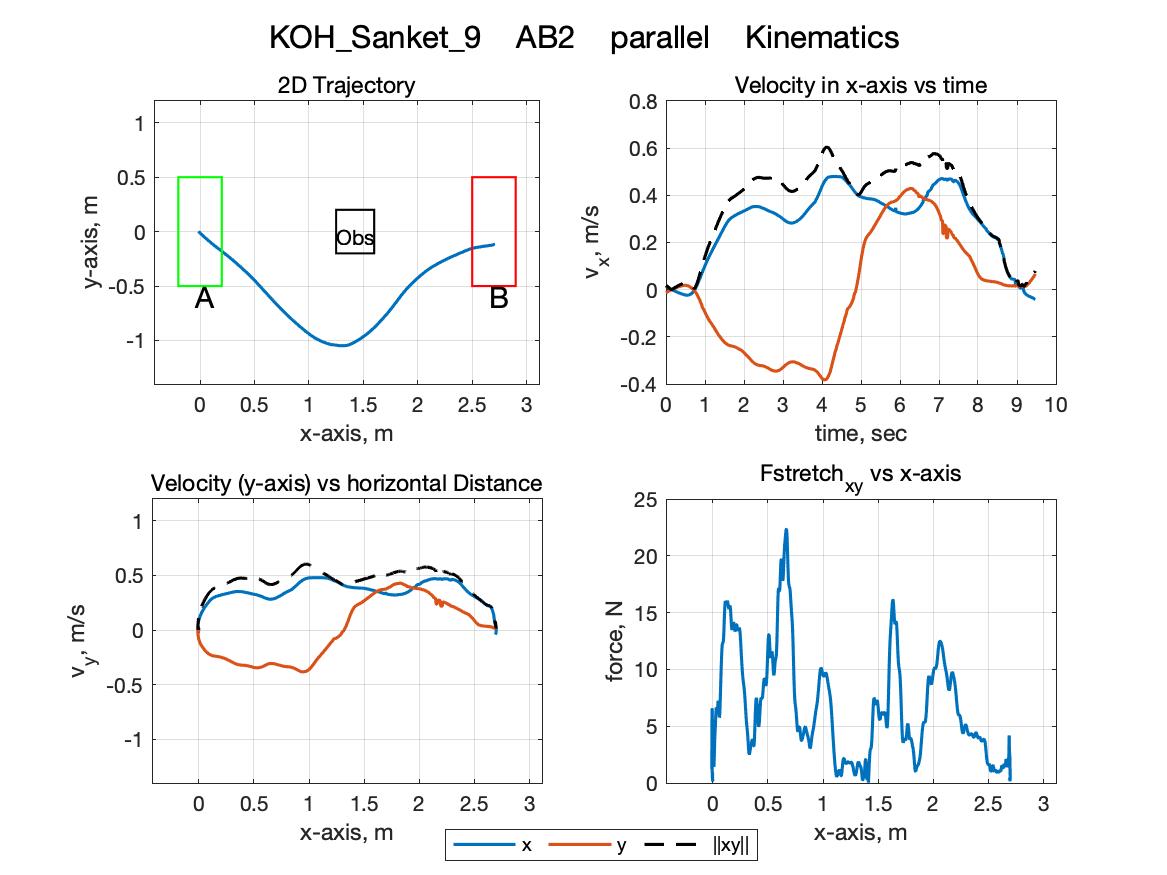 KOH_Sanket_9 AB2 parallel Kinematics
2D Trajectory
1
0.5
0
-0.5
-1
y-axis, m
Obs
A
B
0 0.5 1 1.5 2 2.5 3
x-axis, m
Velocity in x-axis vs time
0.8
0.6
0.4
0.2
0
-0.2
-0.4
vx, m/s
0 1 2 3 4 5 6 7 8 9 10
time, sec
Velocity (y-axis) vs horizontal Distance
1
0.5
0
-0.5
-1
vy, m/s
0 0.5 1 1.5 2 2.5 3
x-axis, m
Fstretchxy vs x-axis
25
20
15
10
5
0
force, N
0 0.5 1 1.5 2 2.5 3
x-axis, m
x y ||xy||